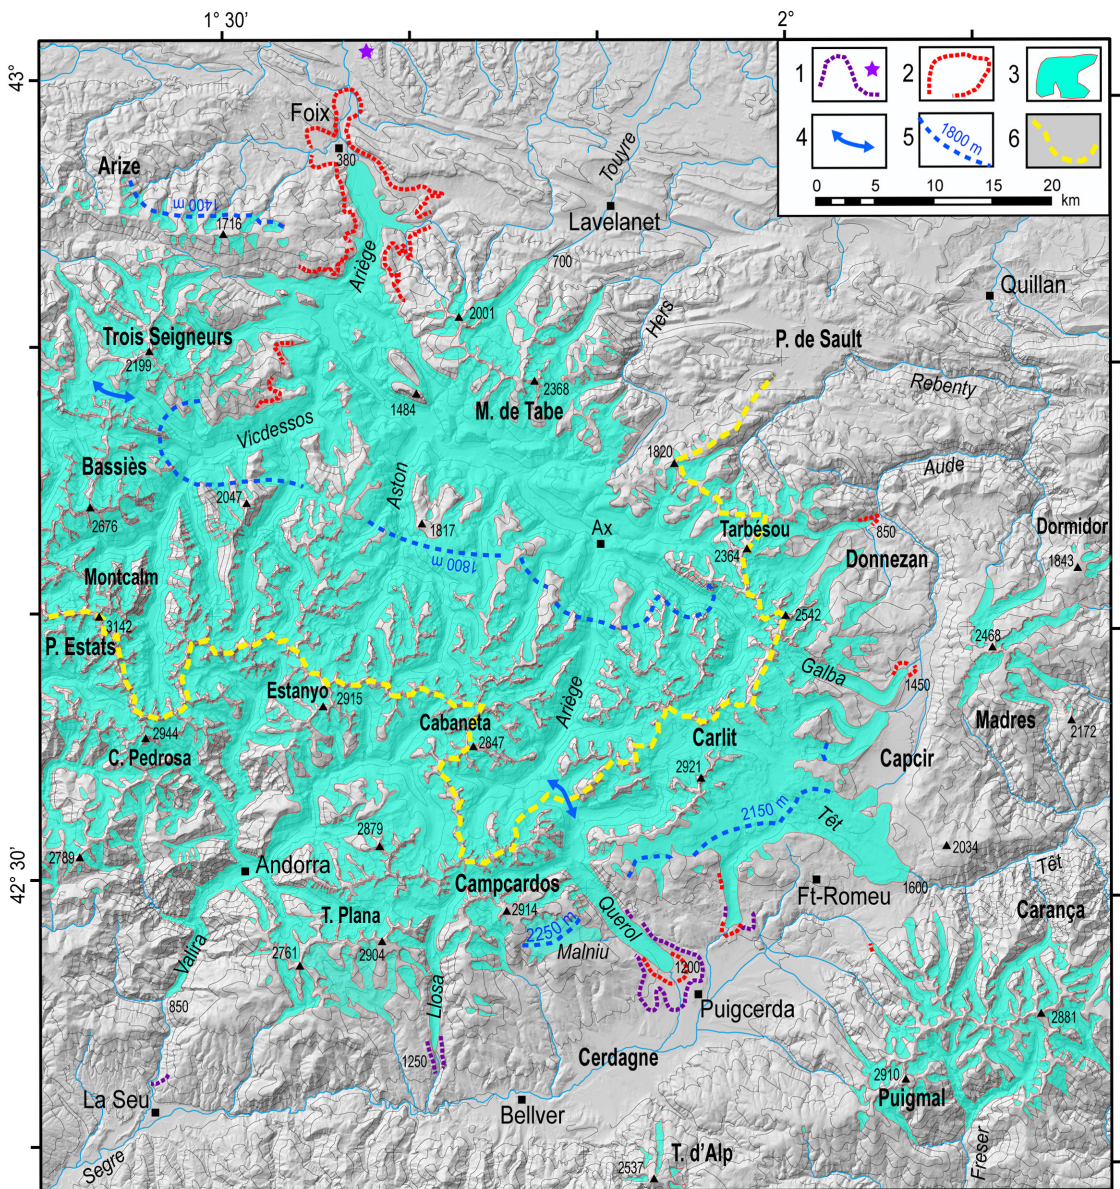 1° 30'
2°
43°
42° 30'
1
2
3
4
5
1800 m
6
0
5
10
15
20
km
Foix
380
Arize
1400 m
1716
Ariège
Touyre
Lavelanet
700
Hers
Quillan
P. de Sault
Rebenty
Aude
2001
Trois Seigneurs
2199
1484
2368
M. de Tabe
Vicdessos
Bassiès
2676
2047
Aston
1817
1800 m
Ax
1820
Tarbésou
2364
850
Donnezan
Dormidor
1843
Montcalm
3142
P. Estats
2542
2468
Galba
1450
Madres
2172
Estanyo
2915
Cabaneta
2847
Ariège
Carlit
2921
Capcir
2944
C. Pedrosa
2150 m
Têt
2034
Têt
2879
2789
Andorra
Campcardos
2914
Ft-Romeu
1600
Carança
T. Plana
2904
2761
Valira
2250 m
Malniu
Querol
1200
Puigcerda
Llosa
850
1250
2881
Cerdagne
2910
Puigmal
La Seu
Bellver
Segre
T. d'Alp
2537
Freser